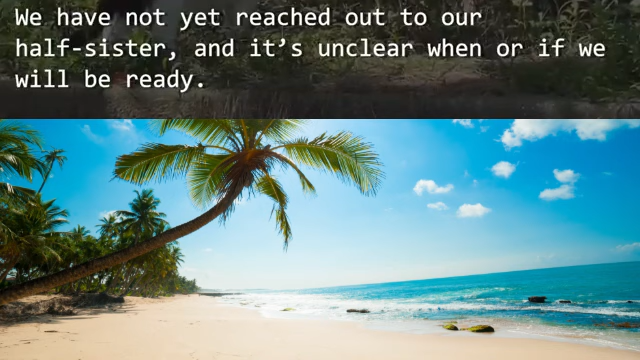 We have not yet reached out to our
half-sister, and it’s unclear when or if we
will be ready.